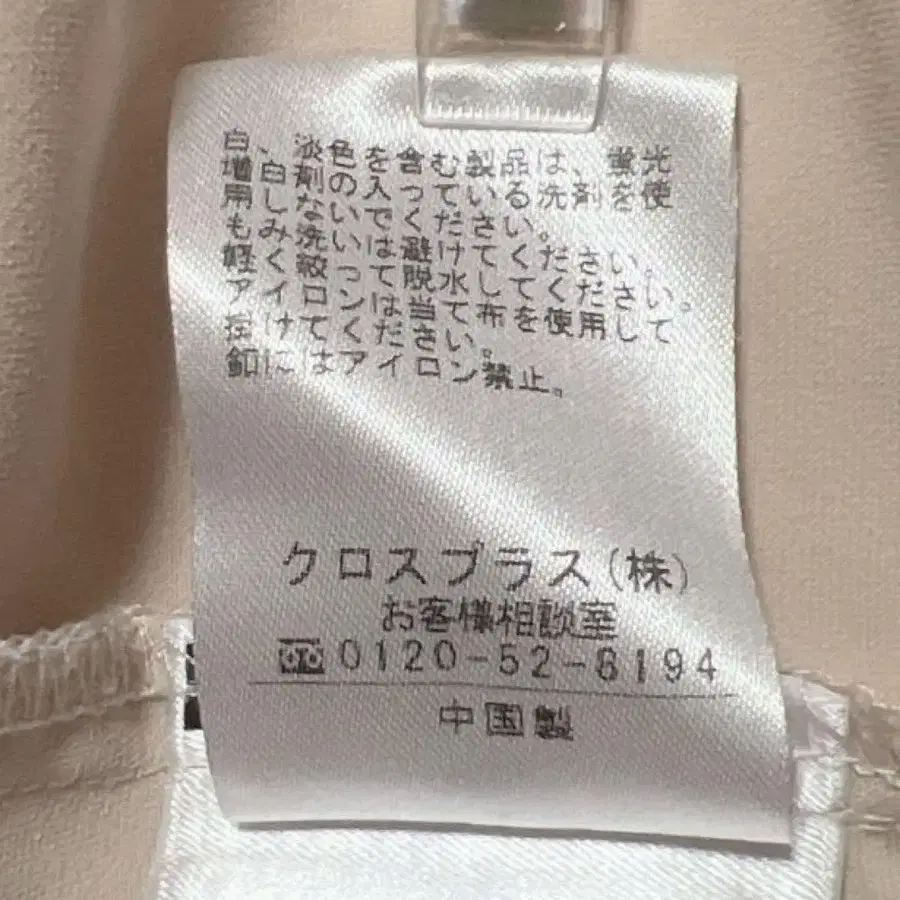 白、淡色を含む製品は、蛍光
増白剤の入っている洗剤を使
用しないでください。
もみ洗いは避けてください。
軽く絞って脱水してください。
アイロンは当て布を使用して
掛けてください。
釦にはアイロン禁止。
クロスプラス(株)
お客様相談室
0120-52-8194
中国製